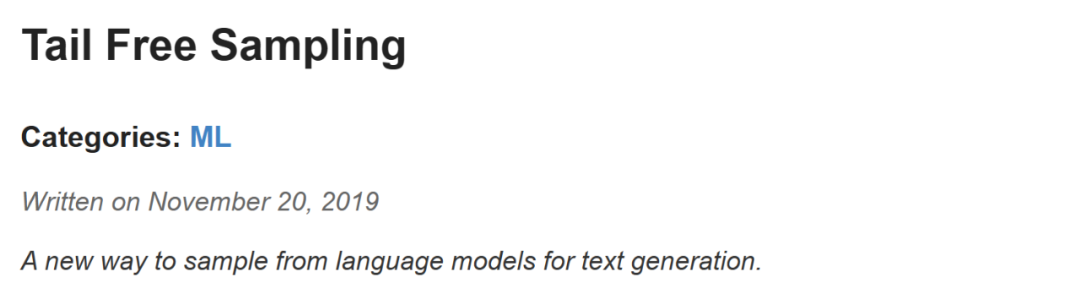 Tail Free Sampling
Categories: ML
Written on November 20, 2019
A new way to sample from language models for text generation.